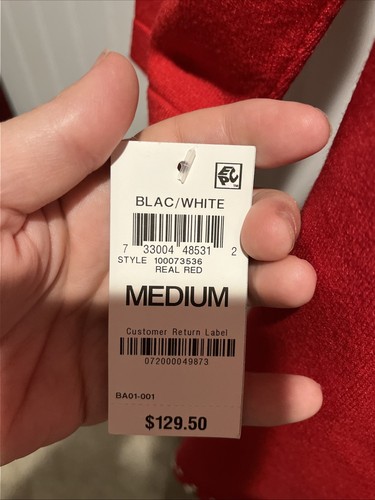 BLAC/WHITE
7 33004 48531 2
STYLE 100073536
REAL RED
MEDIUM
Customer Return Label
072000049873
BA01-001
$129.50